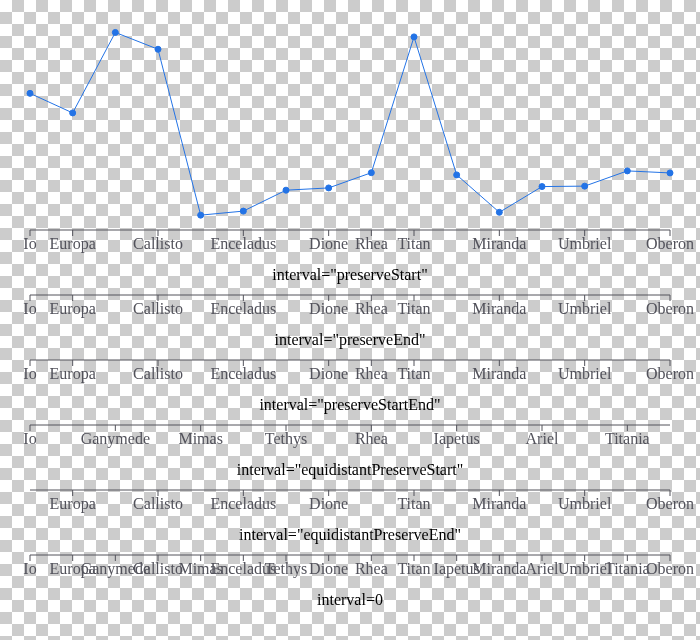 Io Europa Callisto Enceladus Dione Rhea Titan Miranda Umbriel Oberon
interval="preserveStart"
Io Europa Callisto Enceladus Dione Rhea Titan Miranda Umbriel Oberon
interval="preserveEnd"
Io Europa Callisto Enceladus Dione Rhea Titan Miranda Umbriel Oberon
interval="preserveStartEnd"
Io Ganymede Mimas Tethys Rhea Iapetus Ariel Titania
interval="equidistantPreserveStart"
Europa Callisto Enceladus Dione Titan Miranda Umbriel Oberon
interval="equidistantPreserveEnd"
Io Europa Ganymede Callisto Mimas Enceladus Tethys Dione Rhea Titan Iapetus Miranda Ariel Umbriel Titania Oberon
interval=0